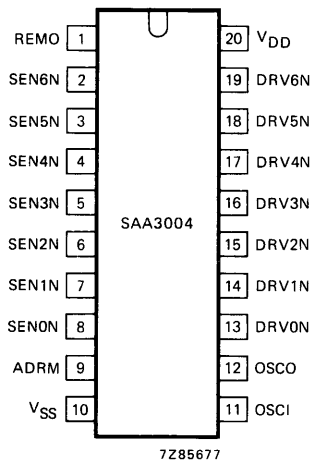 REMO 1 20 VDD
SEN6N 2 19 DRV6N
SEN5N 3 18 DRV5N
SEN4N 4 17 DRV4N
SEN3N 5 16 DRV3N
SAA3004
SEN2N 6 15 DRV2N
SEN1N 7 14 DRV1N
SEN0N 8 13 DRV0N
ADRM 9 12 OSCO
VSS 10 11 OSCI
7Z85677